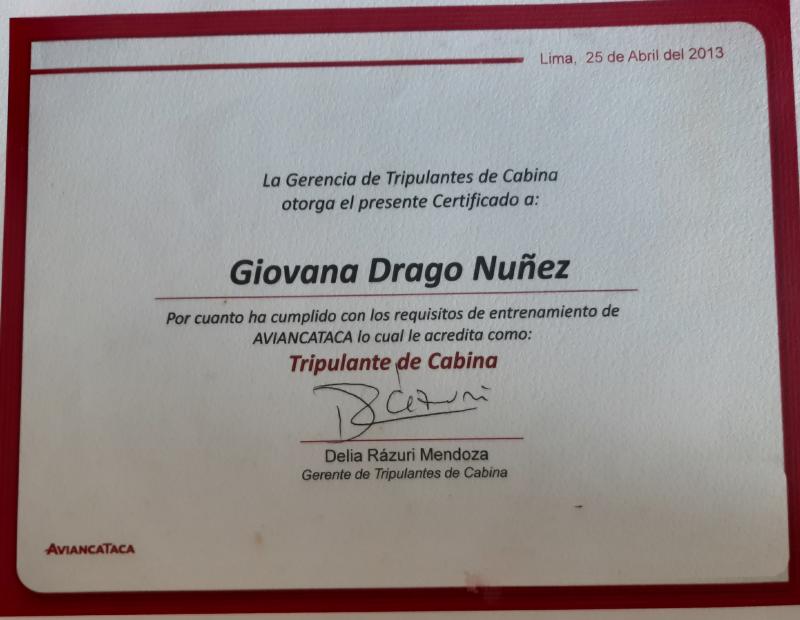 Lima, 25 de Abril del 2013
La Gerencia de Tripulantes de Cabina
otorga el presente Certificado a:
Giovana Drago Nuñez
Por cuanto ha cumplido con los requisitos de entrenamiento de
AVIANCATACA lo cual le acredita como:
Tripulante de Cabina
Delia Rázuri Mendoza
Gerente de Tripulantes de Cabina
AVIANCATACA